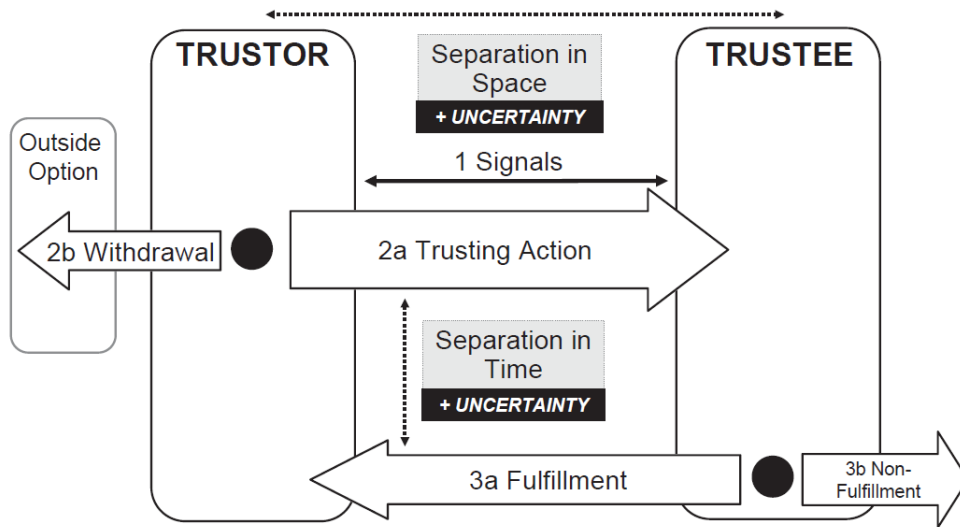 TRUSTOR
TRUSTEE
Separation in
Space
+ UNCERTAINTY
Outside
Option
1 Signals
2b Withdrawal
2a Trusting Action
Separation in
Time
+ UNCERTAINTY
3a Fulfillment
3b Non-
Fulfillment